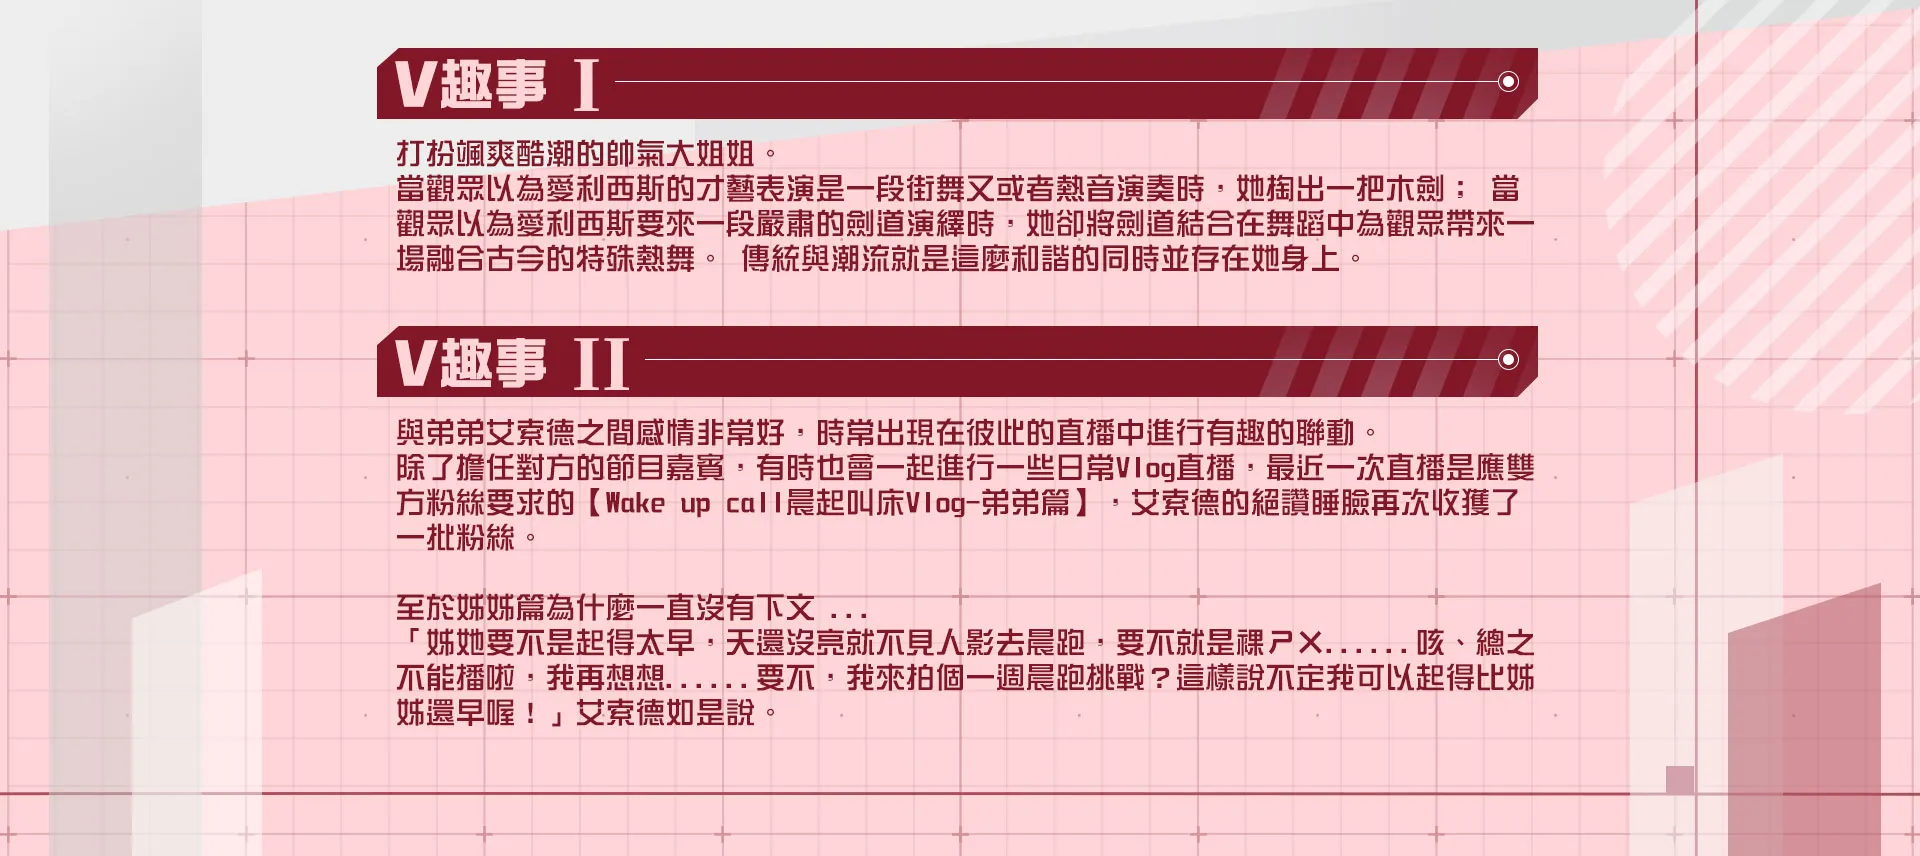 V趣事 I
打扮颯爽酷潮的帥氣大姐姐。
當觀眾以為愛利西斯的才藝表演是一段街舞又或者熱音演奏時，她掏出一把木劍； 當
觀眾以為愛利西斯要來一段嚴肅的劍道演繹時，她卻將劍道結合在舞蹈中為觀眾帶來一
場融合古今的特殊熱舞。 傳統與潮流就是這麼和諧的同時並存在她身上。
V趣事 II
與弟弟艾索德之間感情非常好，時常出現在彼此的直播中進行有趣的聯動。
除了擔任對方的節目嘉賓，有時也會一起進行一些日常Vlog直播，最近一次直播是應雙
方粉絲要求的【Wake up call晨起叫床Vlog-弟弟篇】，艾索德的絕讚睡臉再次收獲了
一批粉絲。
至於姊姊篇為什麼一直沒有下文 ...
「姊她要不是起得太早，天還沒亮就不見人影去晨跑，要不就是裸ㄕㄨ......咳、總之
不能播啦，我再想想......要不，我來拍個一週晨跑挑戰？這樣說不定我可以起得比姊
姊還早喔！」艾索德如是說。